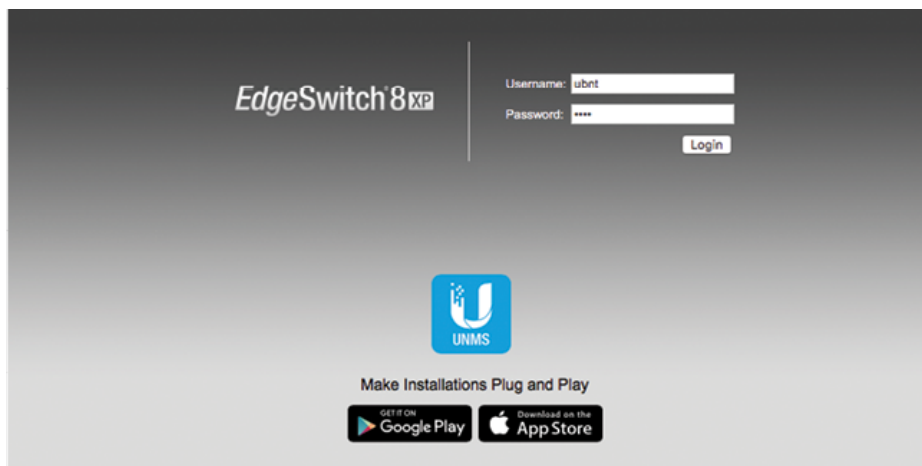 EdgeSwitch 8 XP
Username: ubnt
Password: ••••
Login
U
UNMS
Make Installations Plug and Play
GET IT ON
Google Play
Download on the
App Store